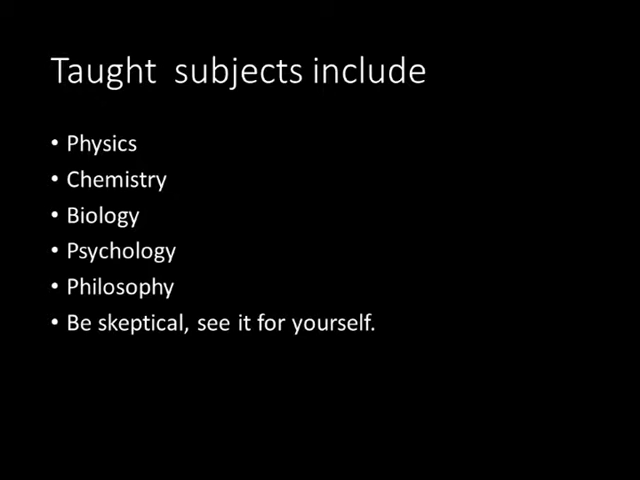 Taught  subjects include
• Physics
• Chemistry
• Biology
• Psychology
• Philosophy
• Be skeptical, see it for yourself.